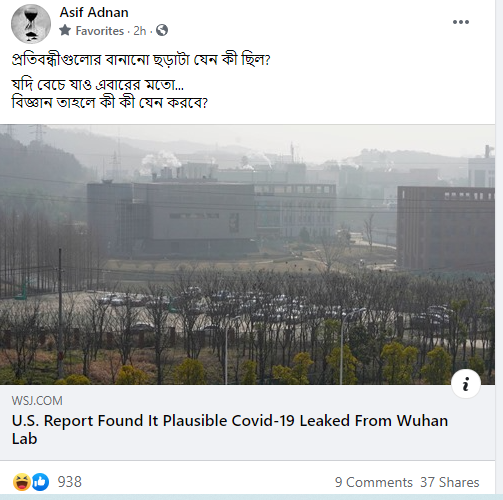 Asif Adnan
Favorites · 2h ·
প্রতিবন্ধীগুলোর বানানো ছড়াটা যেন কী ছিল?
যদি বেচে যাও এবারের মতো...
বিজ্ঞান তাহলে কী কী যেন করবে?
WSJ.COM
U.S. Report Found It Plausible Covid-19 Leaked From Wuhan
Lab
938
9 Comments 37 Shares